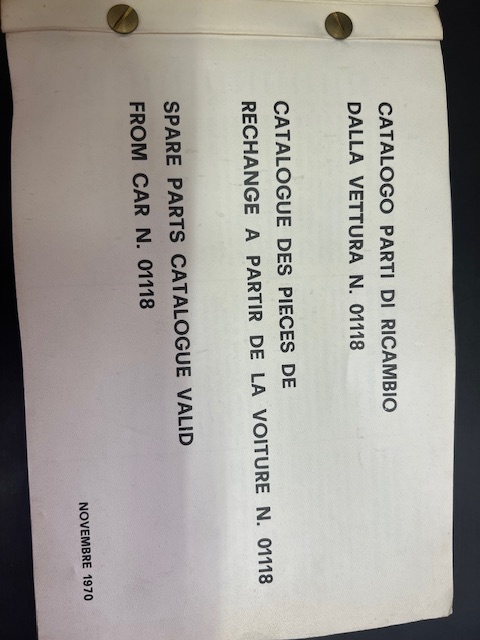 CATALOGO PARTI DI RICAMBIO
DALLA VETTURA N. 01118
CATALOGUE DES PIECES DE
RECHANGE A PARTIR DE LA VOITURE N. 01118
SPARE PARTS CATALOGUE VALID
FROM CAR N. 01118
NOVEMBRE 1970